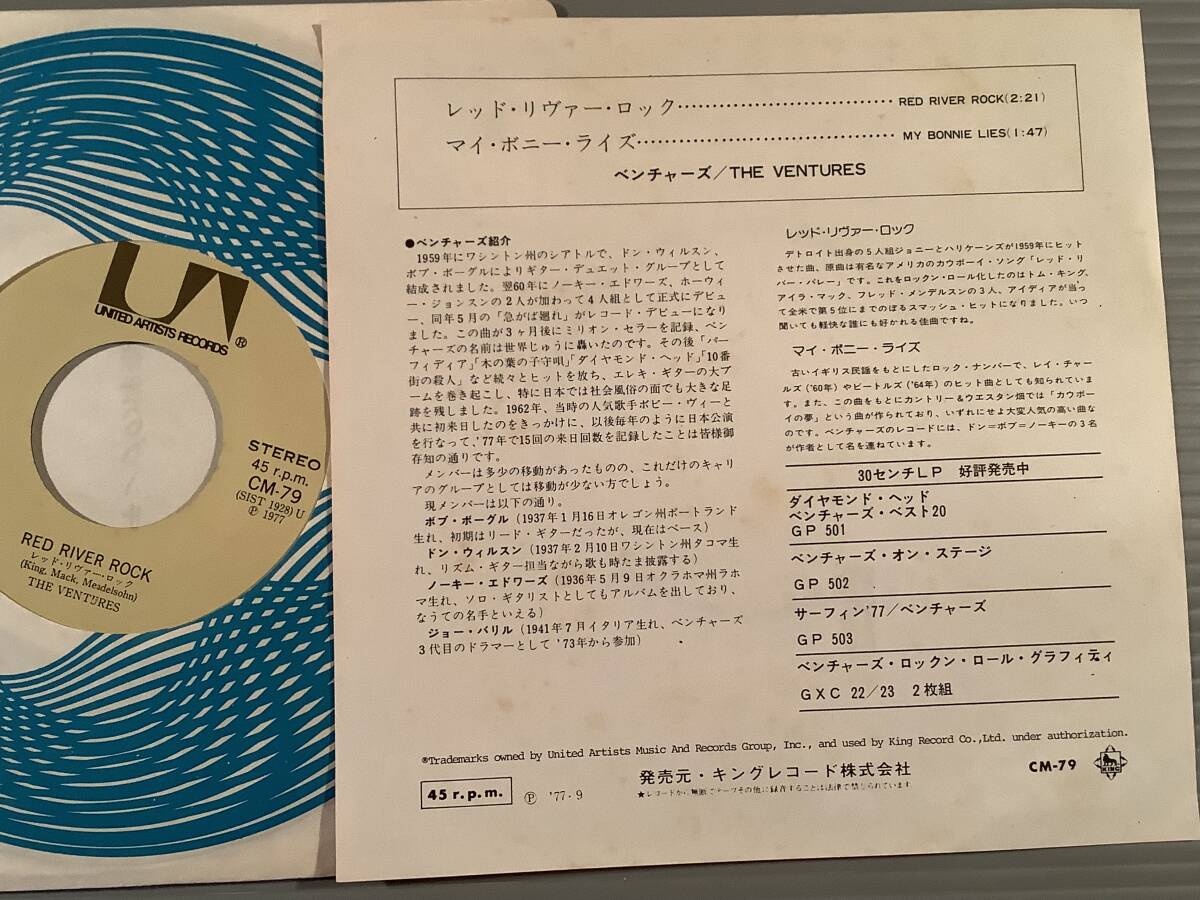 レッド・リヴァー・ロック…………………………… RED RIVER ROCK(2:21)
マイ・ボニー・ライズ………………………………… MY BONNIE LIES(1:47)
ベンチャーズ/THE VENTURES
●ベンチャーズ紹介
1959年にワシントン州のシアトルで、ドン・ウィルスン、
ボブ・ボーグルによりギター・デュエット・グループとして
結成されました。翌60年にノーキー・エドワーズ、ホーウィ
ー・ジョンスンの2人が加わって4人組として正式にデビュ
ー、同年5月の「急がば廻れ」がレコード・デビューになり
ました。この曲が3ヶ月後にミリオン・セラーを記録、ベン
チャーズの名前は世界じゅうに轟いたのです。その後「パー
フィディア」「木の葉の子守唄」「ダイヤモンド・ヘッド」「10番
街の殺人」など続々とヒットを放ち、エレキ・ギターの大ブ
ームを巻き起こし、特に日本では社会風俗の面でも大きな足
跡を残しました。1962年、当時の人気歌手ボビー・ヴィーと
共に初来日したのをきっかけに、以後毎年のように日本公演
を行なって、'77年で15回の来日回数を記録したことは皆様御
存知の通りです。
メンバーは多少の移動があったものの、これだけのキャリ
アのグループとしては移動が少ない方でしょう。
現メンバーは以下の通り。
ボブ・ボーグル (1937年1月16日オレゴン州ポートランド
生れ、初期はリード・ギターだったが、現在はベース)
ドン・ウィルスン (1937年2月10日ワシントン州タコマ生
れ、リズム・ギター担当ながら歌も時たま披露する)
ノーキー・エドワーズ (1936年5月9日オクラホマ州ラホ
マ生れ、ソロ・ギタリストとしてもアルバムを出しており、
なうての名手といえる)
ジョー・バリル (1941年7月イタリア生れ、ベンチャーズ
3代目のドラマーとして'73年から参加)
レッド・リヴァー・ロック
デトロイト出身の5人組ジョニーとハリケーンズが1959年にヒット
させた曲、原曲は有名なアメリカのカウボーイ・ソング「レッド・リ
バー・バレー」です。これをロックン・ロール化したのはトム・キング、
アイラ・マック、フレッド・メンデルスンの3人、アイディアが当っ
て全米で第5位にまでのぼるスマッシュ・ヒットになりました。いつ
聞いても軽快な誰にも好かれる佳曲ですね。
マイ・ボニー・ライズ
古いイギリス民謡をもとにしたロック・ナンバーで、レイ・チャー
ルズ('60年)やビートルズ('64年)のヒット曲としても知られていま
す。また、この曲をもとにカントリー&ウエスタン畑では「カウボー
イの夢」という曲が作られており、いずれにせよ大変人気の高い曲な
のです。ベンチャーズのレコードには、ドン=ボブ=ノーキーの3名
が作者として名を連ねています。
30センチLP 好評発売中
ダイヤモンド・ヘッド
ベンチャーズ・ベスト20
GP 501
ベンチャーズ・オン・ステージ
GP 502
サーフィン'77/ベンチャーズ
GP 503
ベンチャーズ・ロックン・ロール・グラフィティ
GXC 22/23 2枚組
®Trademarks owned by United Artists Music And Records Group, Inc., and used by King Record Co.,Ltd. under authorization.
45 r.p.m. Ⓟ '77・9
発売元・キングレコード株式会社
★レコードから無断でテープその他に録音することは法律で禁じられています
CM-79 KING
UA
UNITED ARTISTS RECORDS ®
STEREO
45 r.p.m.
CM-79
(SIST 1928) U
Ⓟ 1977
RED RIVER ROCK
レッド・リヴァー・ロック
(King, Mack, Meadelsohn)
THE VENTURES